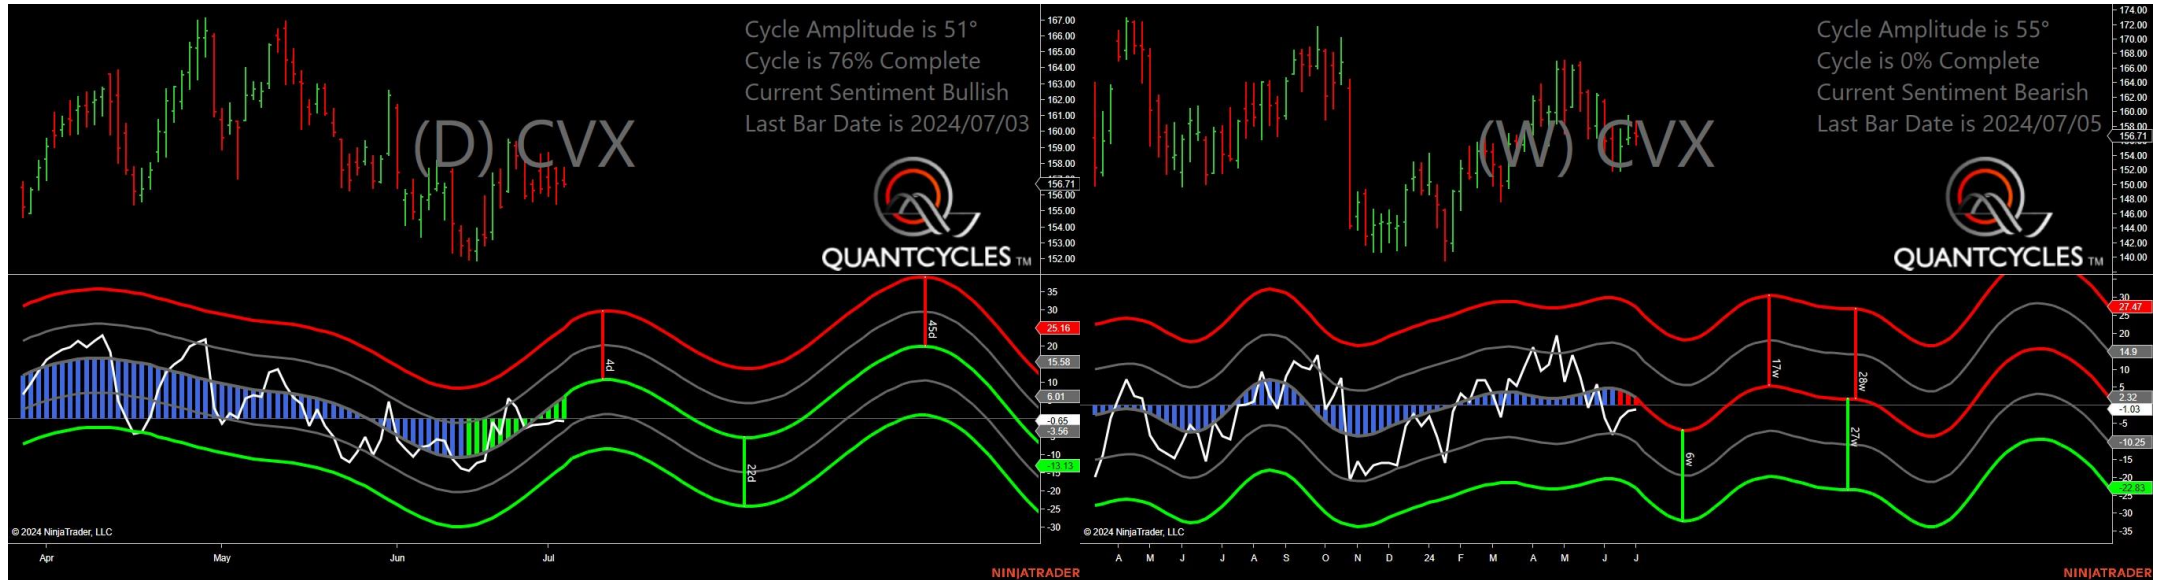 Cycle Amplitude is 51°
Cycle is 76% Complete
Current Sentiment Bullish
Last Bar Date is 2024/07/03
(D) CVX
QUANTCYCLES TM
167.00
166.00
165.00
164.00
163.00
162.00
161.00
160.00
159.00
158.00
156.71
156.00
155.00
154.00
153.00
152.00
35
30
25.16
20
15.58
10
6.01
-0.65
-3.56
-10
-13.13
-20
-25
-30
4d
22d
45d
© 2024 NinjaTrader, LLC
Apr May Jun Jul
NINJATRADER
Cycle Amplitude is 55°
Cycle is 0% Complete
Current Sentiment Bearish
Last Bar Date is 2024/07/05
(W) CVX
QUANTCYCLES TM
174.00
172.00
170.00
168.00
166.00
164.00
162.00
160.00
158.00
156.71
154.00
152.00
150.00
148.00
146.00
144.00
142.00
140.00
30
27.47
25
20
14.9
10
5
2.32
-1.03
-5
-10.25
-15
-20
-22.83
-25
-30
-35
6w
17w
27w
28w
© 2024 NinjaTrader, LLC
A M J J A S O N D 24 F M A M J J
NINJATRADER